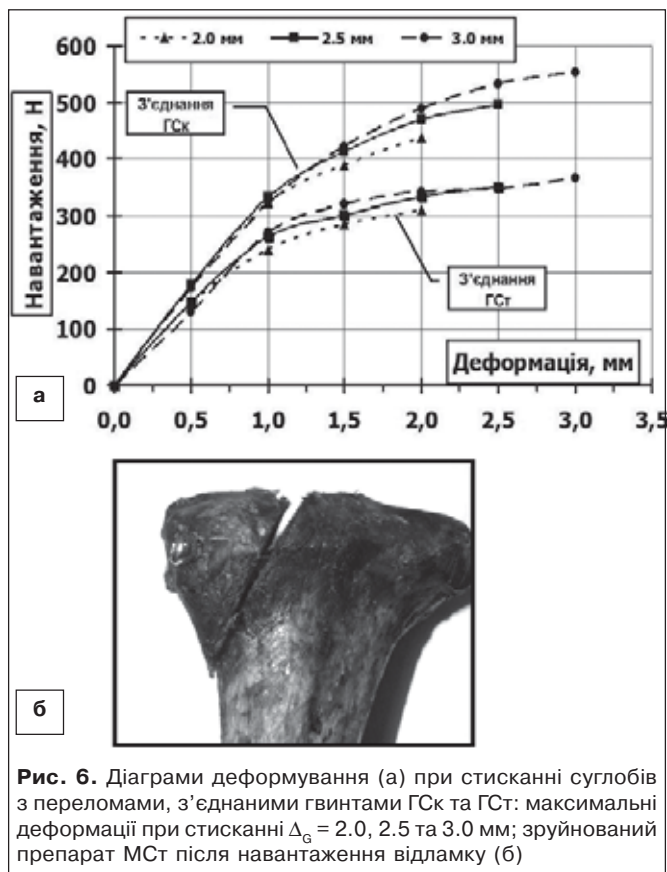 2.0 мм 2.5 мм 3.0 мм
600
500
400
300
200
100
0
Навантаження, Н
З'єднання
ГСк
З'єднання
ГСт
Деформація, мм
а
0,0 0,5 1,0 1,5 2,0 2,5 3,0 3,5
б
Рис. 6. Діаграми деформування (а) при стисканні суглобів
з переломами, з’єднаними гвинтами ГСк та ГСт: максимальні
деформації при стисканні ΔG = 2.0, 2.5 та 3.0 мм; зруйнований
препарат МСт після навантаження відламку (б)